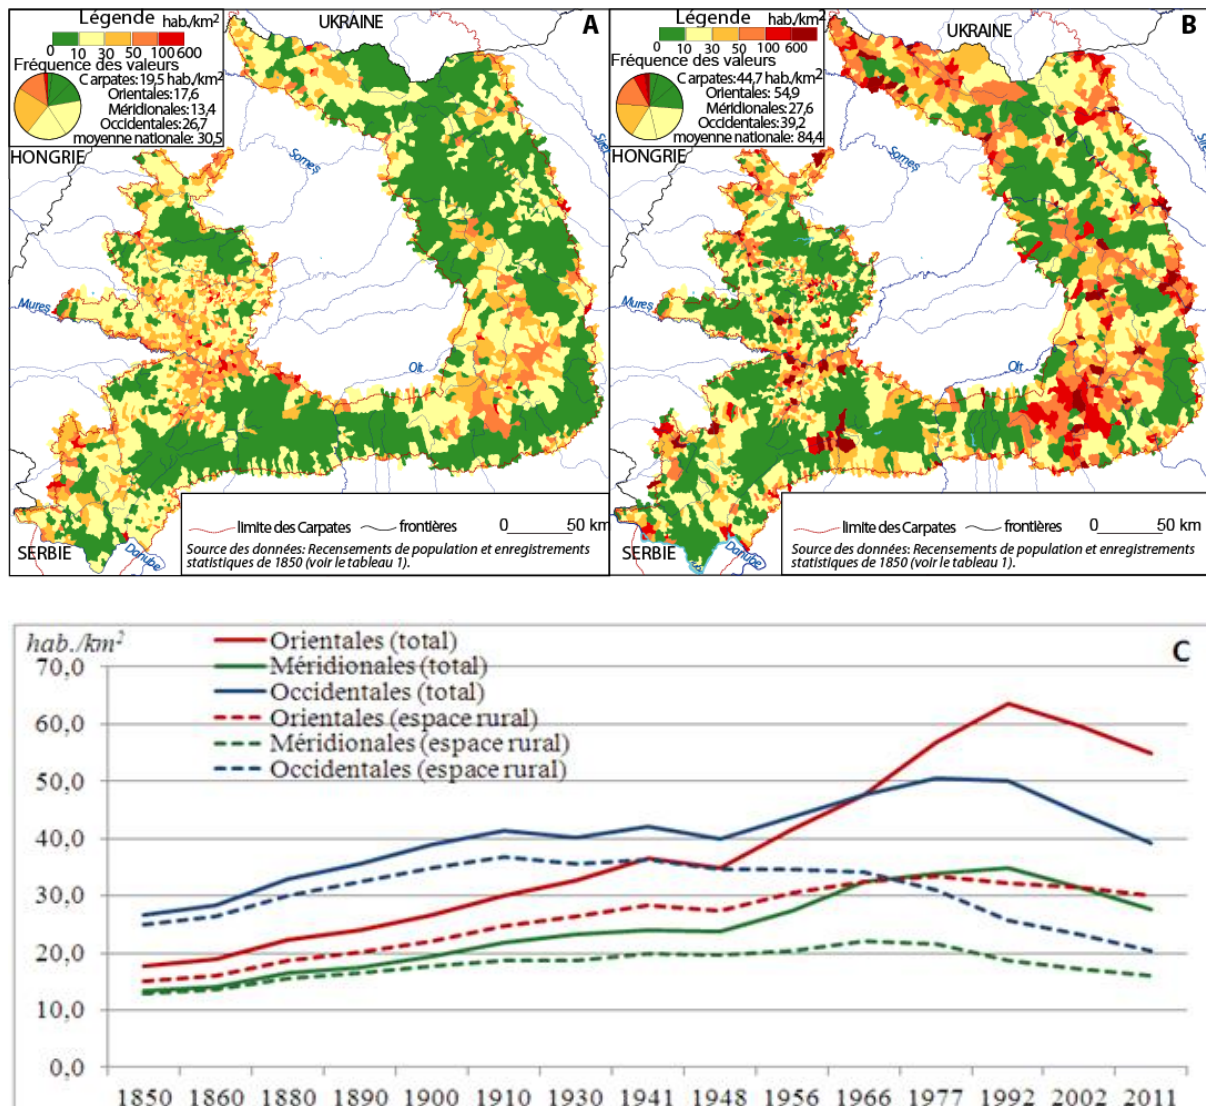 UKRAINE
A
Légende hab./km²
0 10 30 50 100 600
Fréquence des valeurs
Carpates: 19,5 hab/km²
Orientales: 17,6
Méridionales: 13,4
Occidentales: 26,7
moyenne nationale: 30,5
HONGRIE
Somes
Siret
Mures
Olt
SERBIE
Danube
limite des Carpates frontières 0 50 km
Source des données: Recensements de population et enregistrements
statistiques de 1850 (voir le tableau 1).
UKRAINE
B
Légende hab./km²
0 10 30 50 100 600
Fréquence des valeurs
Carpates: 44,7 hab/km²
Orientales: 54,9
Méridionales: 27,6
Occidentales: 39,2
moyenne nationale: 84,4
HONGRIE
Somes
Siret
Mures
Olt
SERBIE
Danube
limite des Carpates frontières 0 50 km
Source des données: Recensements de population et enregistrements
statistiques de 1850 (voir le tableau 1).
hab./km²
C
Orientales (total)
Méridionales (total)
Occidentales (total)
Orientales (espace rural)
Méridionales (espace rural)
Occidentales (espace rural)
70,0
60,0
50,0
40,0
30,0
20,0
10,0
0,0
1850 1860 1880 1890 1900 1910 1930 1941 1948 1956 1966 1977 1992 2002 2011